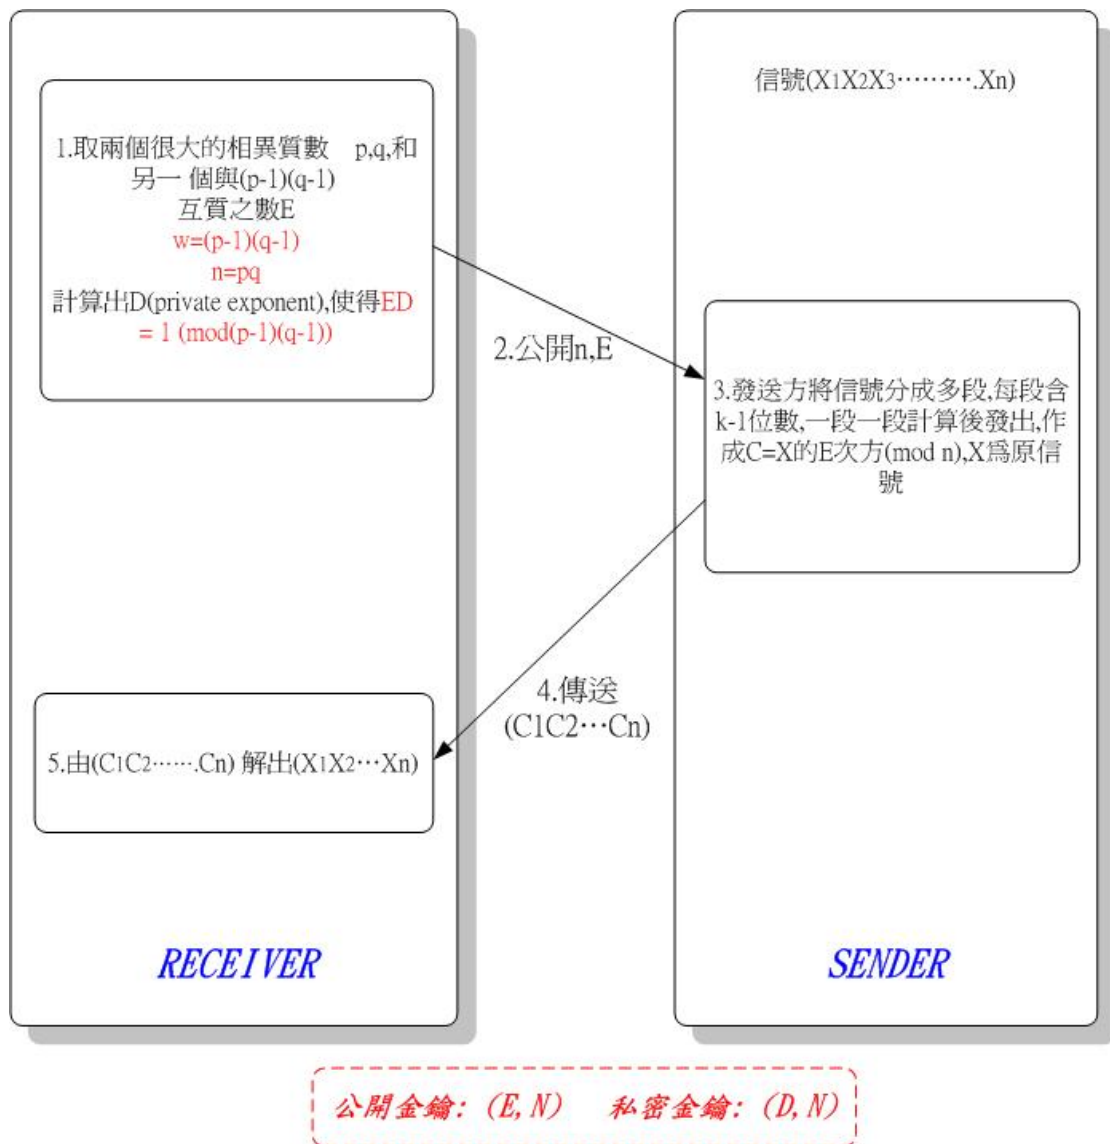 信號(X1X2X3··········.Xn)
1.取兩個很大的相異質數 p,q,和
另一 個與(p-1)(q-1)
互質之數E
w=(p-1)(q-1)
n=pq
計算出D(private exponent),使得ED
= 1 (mod(p-1)(q-1))
2.公開n,E
3.發送方將信號分成多段,每段含
k-1位數,一段一段計算後發出,作
成C=X的E次方(mod n),X爲原信
號
4.傳送
(C1C2···Cn)
5.由(C1C2·······.Cn) 解出(X1X2···Xn)
RECEIVER
SENDER
公開金鑰: (E,N) 私密金鑰: (D,N)